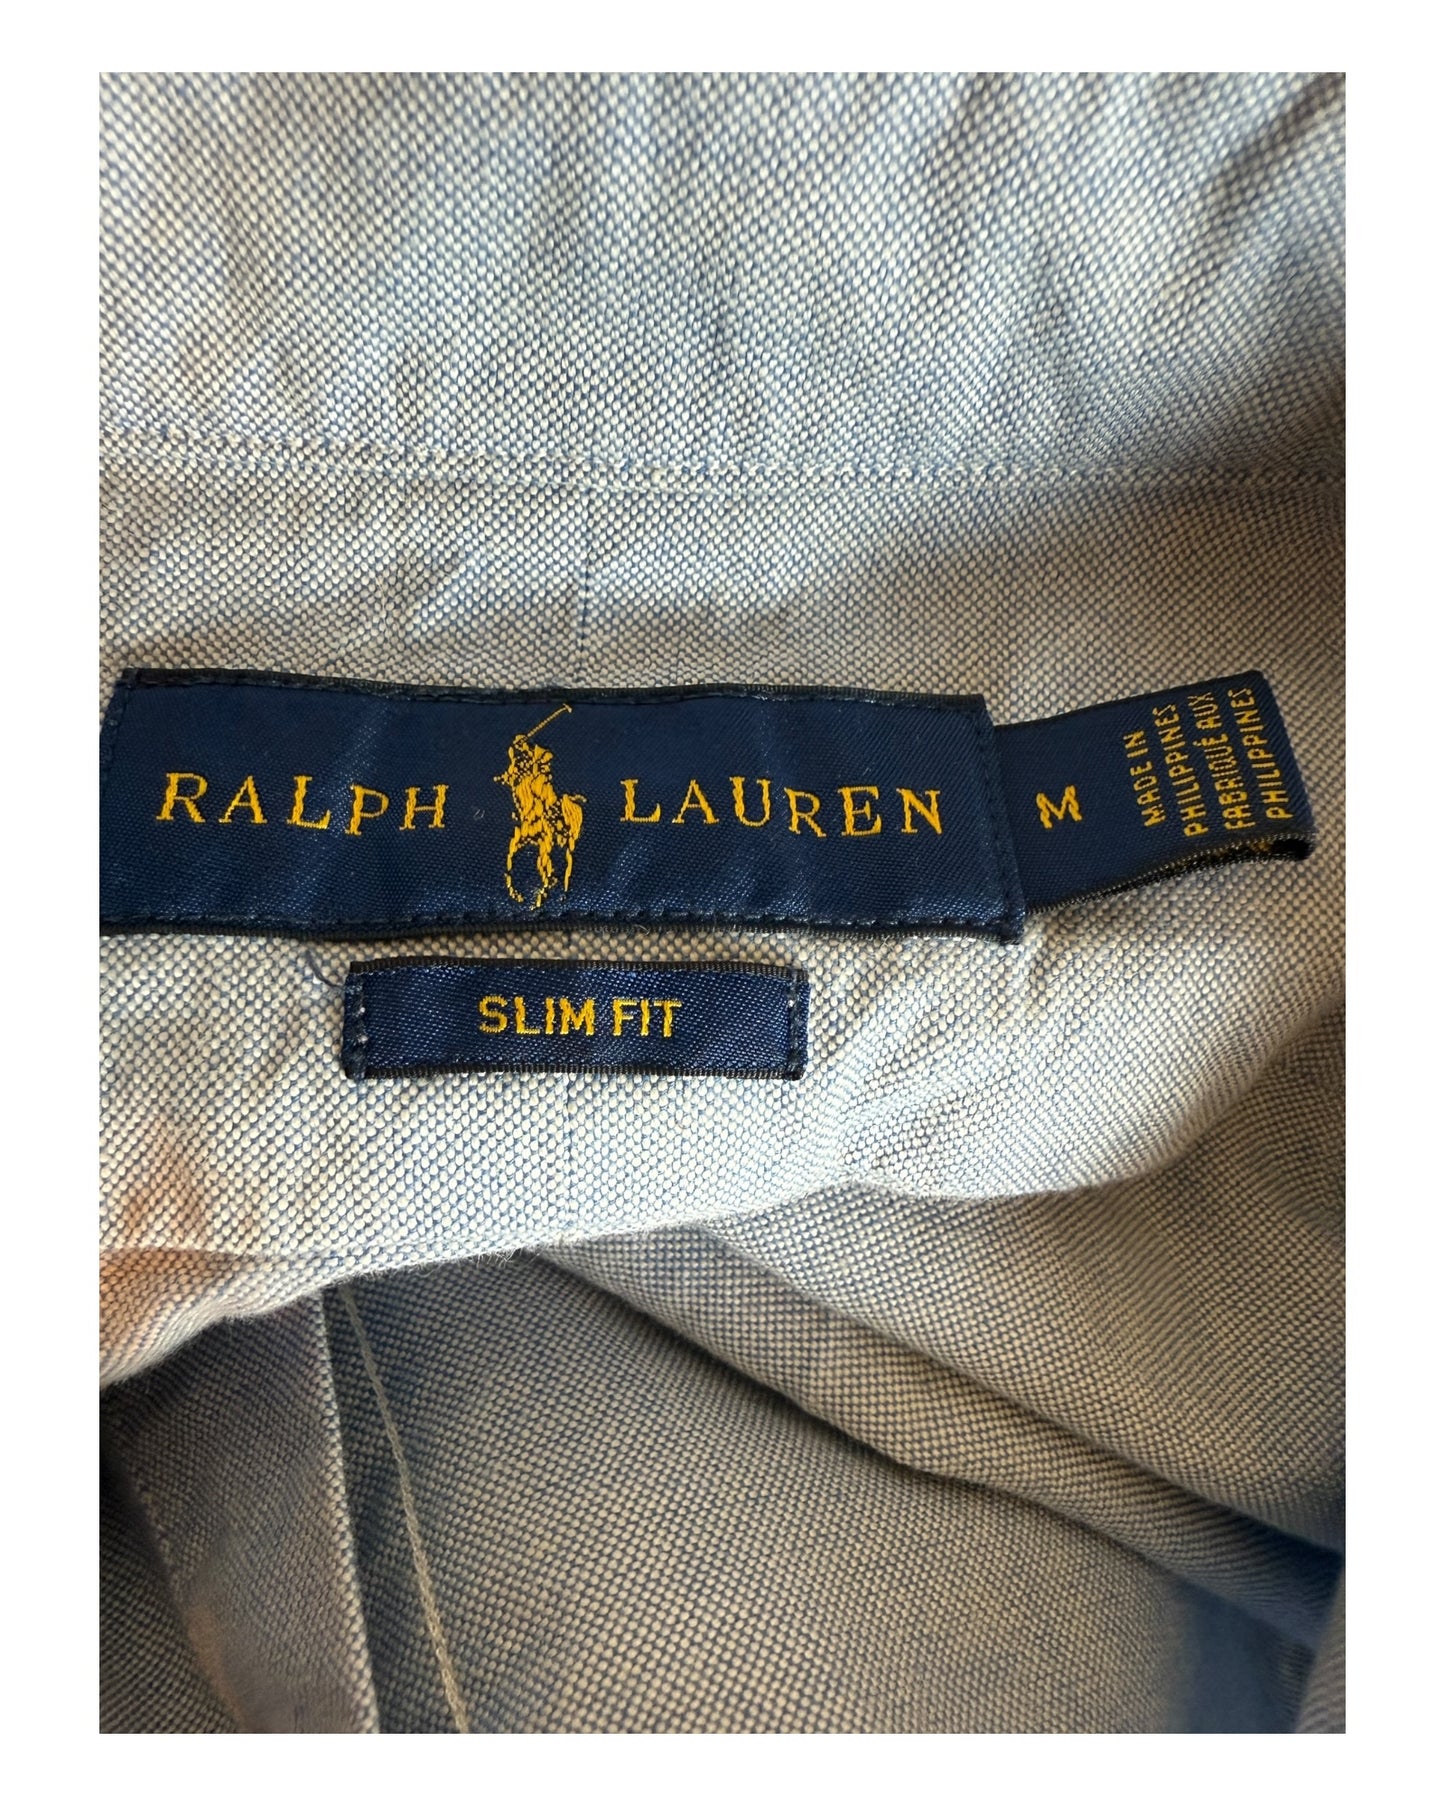 RALPH LAUREN
M
MADE IN
PHILIPPINES
FABRIQUÉ AUX
PHILIPPINES
SLIM FIT